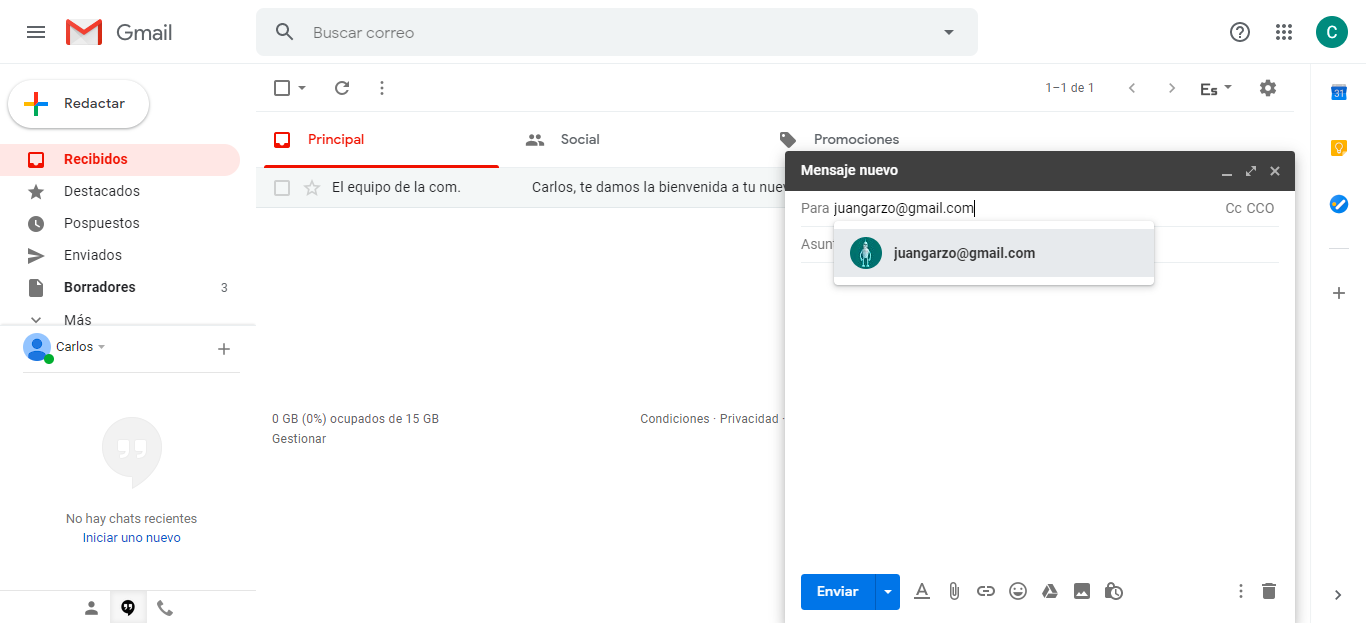 Gmail
Buscar correo
C
Redactar
1–1 de 1
Es
31
Recibidos
Destacados
Pospuestos
Enviados
Borradores 3
Más
Carlos
No hay chats recientes
Iniciar uno nuevo
Principal
Social
Promociones
El equipo de la com. Carlos, te damos la bienvenida a tu nuev
0 GB (0%) ocupados de 15 GB
Gestionar
Condiciones · Privacidad ·
Mensaje nuevo
Para juangarzo@gmail.com Cc CCO
Asun
juangarzo@gmail.com
Enviar